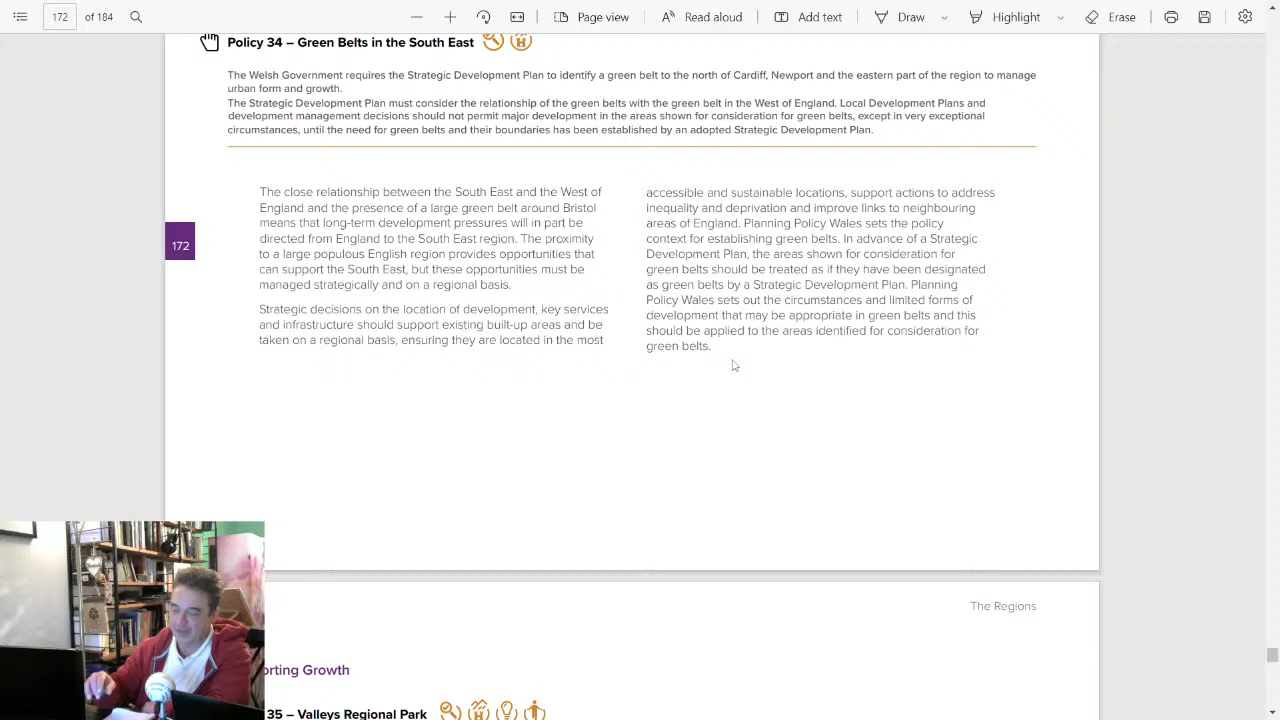 172 of 184
Page view
Read aloud
Add text
Draw
Highlight
Erase
Policy 34 – Green Belts in the South East
The Welsh Government requires the Strategic Development Plan to identify a green belt to the north of Cardiff, Newport and the eastern part of the region to manage
urban form and growth.
The Strategic Development Plan must consider the relationship of the green belts with the green belt in the West of England. Local Development Plans and
development management decisions should not permit major development in the areas shown for consideration for green belts, except in very exceptional
circumstances, until the need for green belts and their boundaries has been established by an adopted Strategic Development Plan.
172
The close relationship between the South East and the West of
England and the presence of a large green belt around Bristol
means that long-term development pressures will in part be
directed from England to the South East region. The proximity
to a large populous English region provides opportunities that
can support the South East, but these opportunities must be
managed strategically and on a regional basis.
Strategic decisions on the location of development, key services
and infrastructure should support existing built-up areas and be
taken on a regional basis, ensuring they are located in the most
accessible and sustainable locations, support actions to address
inequality and deprivation and improve links to neighbouring
areas of England. Planning Policy Wales sets the policy
context for establishing green belts. In advance of a Strategic
Development Plan, the areas shown for consideration for
green belts should be treated as if they have been designated
as green belts by a Strategic Development Plan. Planning
Policy Wales sets out the circumstances and limited forms of
development that may be appropriate in green belts and this
should be applied to the areas identified for consideration for
green belts.
The Regions
orting Growth
35 – Valleys Regional Park